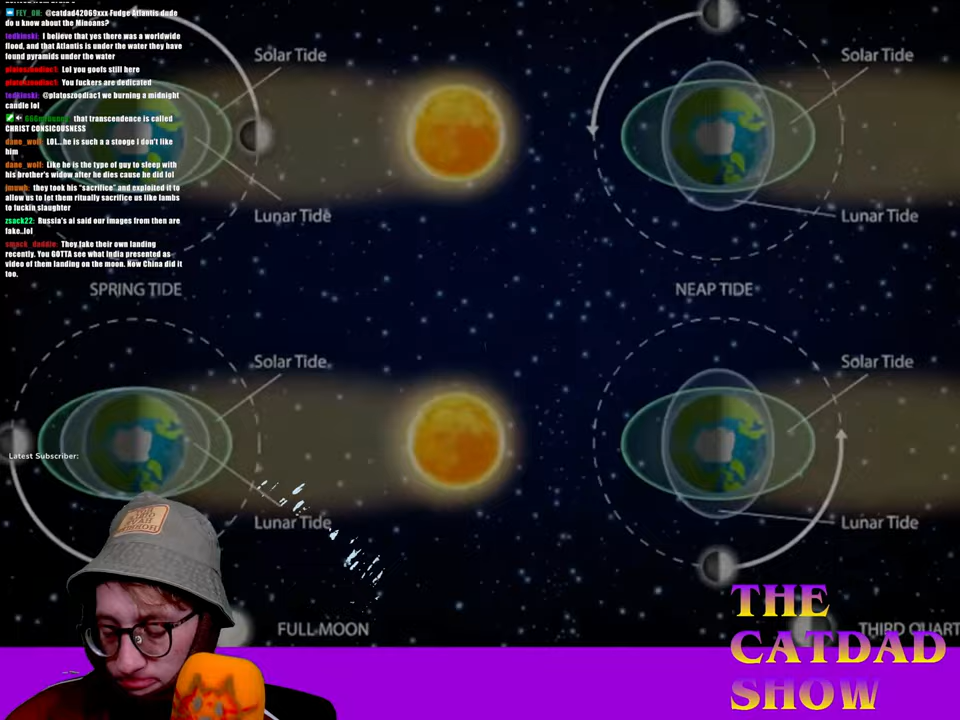 FEY_OH: @catdad42069xxx Fudge Atlantis dude
do u know about the Minoans?
tedkinski: I believe that yes there was a worldwide
flood, and that Atlantis is under the water they have
found pyramids under the water
platoszoodiac1: Lol you goofs still here
platoszoodiac1: You fuckers are dedicated
tedkinski: @platoszoodiac1 we burning a midnight
candle lol
that transcendence is called
CHRIST CONSICOUSNESS
dano_wolf: LOL...he is such a a stooge I don't like
him
dano_wolf: Like he is the type of guy to sleep with
his brother's widow after he dies cause he did lol
they took his "sacrifice" and exploited it to
allow us to let them ritually sacrifice us like lambs
to fuckin slaughter
zsack22: Russia's ai said our images from then are
fake..lol
They fake their own landing
recently. You GOTTA see what India presented as
video of them landing on the moon. Now China did it
too.
Solar Tide
Lunar Tide
SPRING TIDE
Solar Tide
Lunar Tide
NEAP TIDE
Solar Tide
Lunar Tide
FULL MOON
Solar Tide
Lunar Tide
THIRD QUART
Latest Subscriber:
THE
CATDAD
SHOW